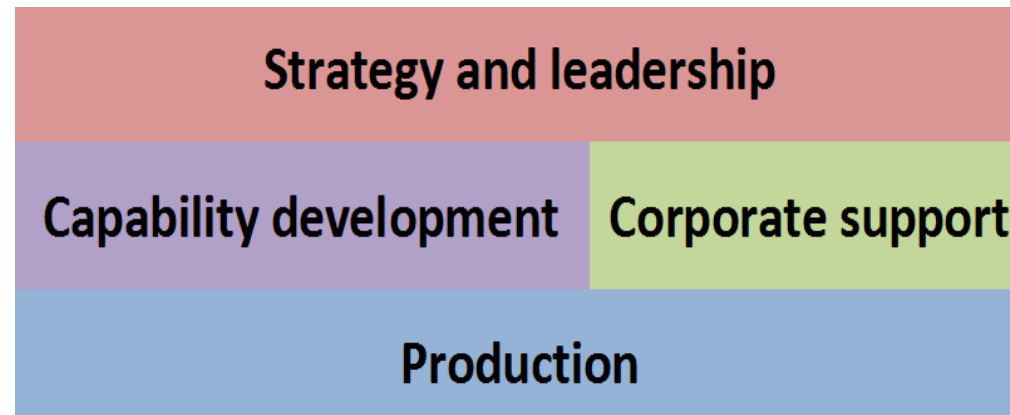 Strategy and leadership
Capability development
Corporate support
Production